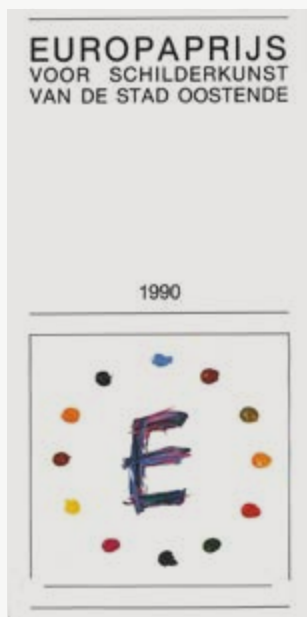 EUROPAPRIJS
VOOR SCHILDERKUNST
VAN DE STAD OOSTENDE
1990
E